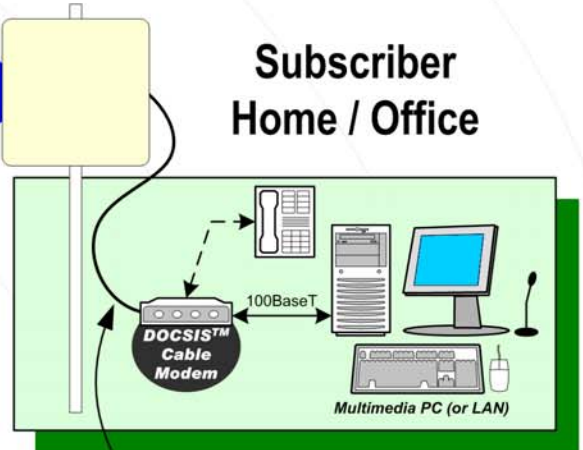 Subscriber
Home / Office
100BaseT
DOCSIS™
Cable
Modem
Multimedia PC (or LAN)